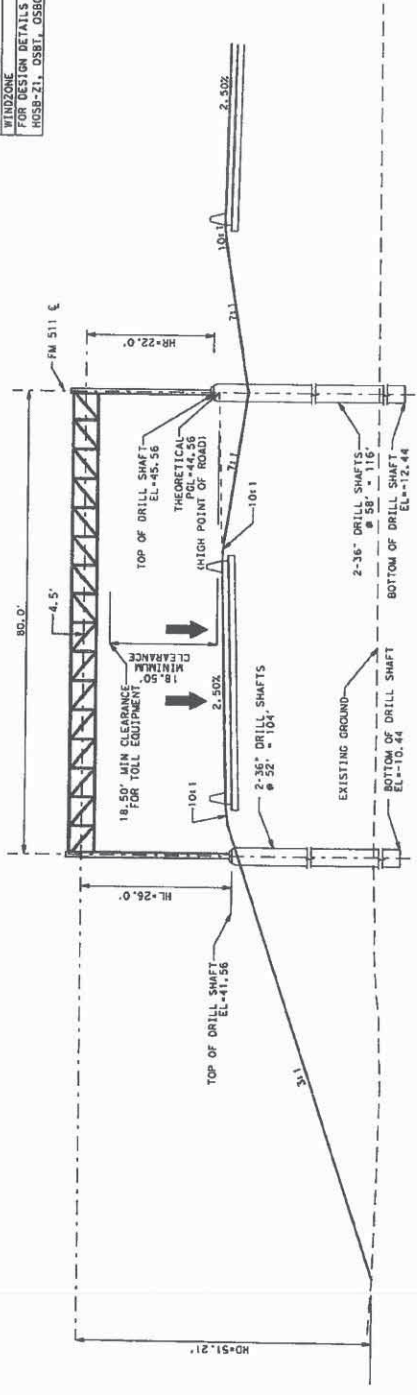 WINDZONE
FOR DESIGN DETAILS
HOSB-Z1, OSBT, OSBC
80.0'
FM 511 ℄
4.5'
HR=22.0'
18.50' MIN CLEARANCE
FOR TOLL EQUIPMENT
18.50'
MINIMUM
CLEARANCE
TOP OF DRILL SHAFT
EL=45.56
THEORETICAL
PGL=44.56
(HIGH POINT OF ROAD)
HL=26.0'
HD=51.21'
TOP OF DRILL SHAFT
EL=41.56
10:1
2.50%
10:1
7:1
7:1
10:1
2.50%
3:1
2-36" DRILL SHAFTS
@ 52' = 104'
2-36" DRILL SHAFTS
@ 58' = 116'
EXISTING GROUND
BOTTOM OF DRILL SHAFT
EL=-10.44
BOTTOM OF DRILL SHAFT
EL=-12.44